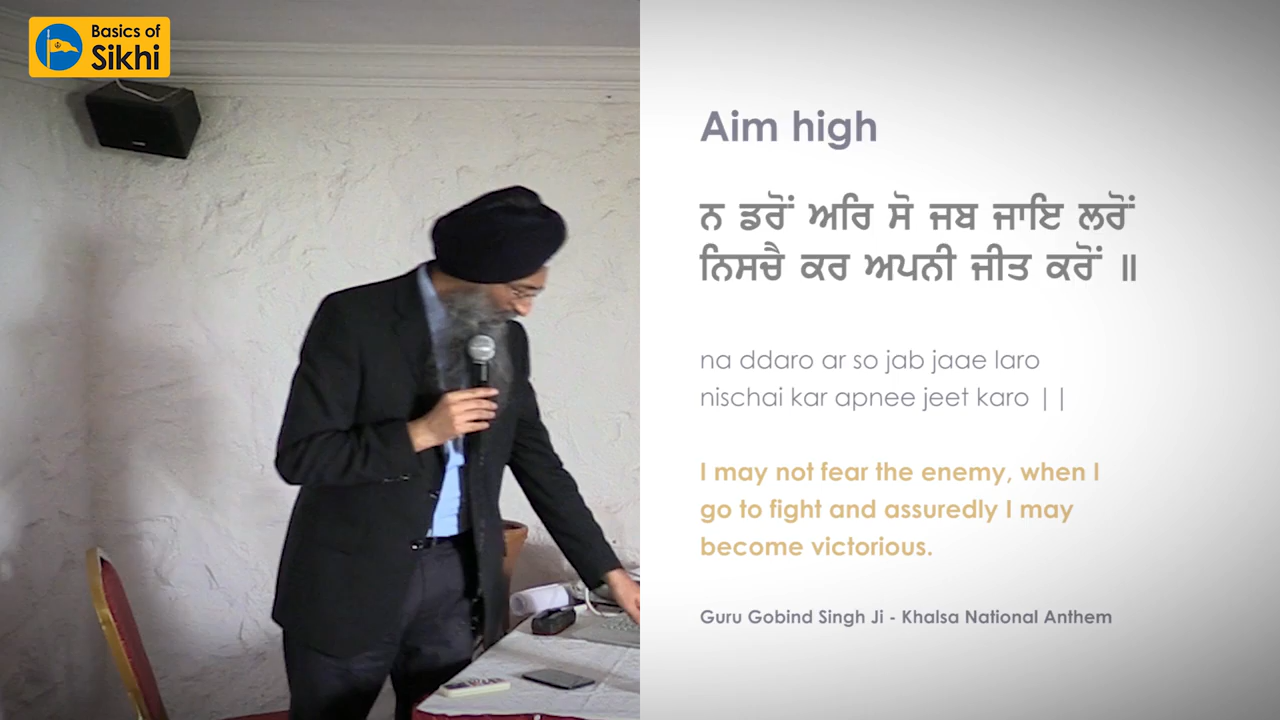 Basics of
Sikhi
Aim high
ਨ ਡਰੋਂ ਅਰਿ ਸੋ ਜਬ ਜਾਇ ਲਰੋਂ
ਨਿਸਚੈ ਕਰ ਅਪਨੀ ਜੀਤ ਕਰੋਂ ॥
na ddaro ar so jab jaae laro
nischai kar apnee jeet karo ||
I may not fear the enemy, when I
go to fight and assuredly I may
become victorious.
Guru Gobind Singh Ji - Khalsa National Anthem